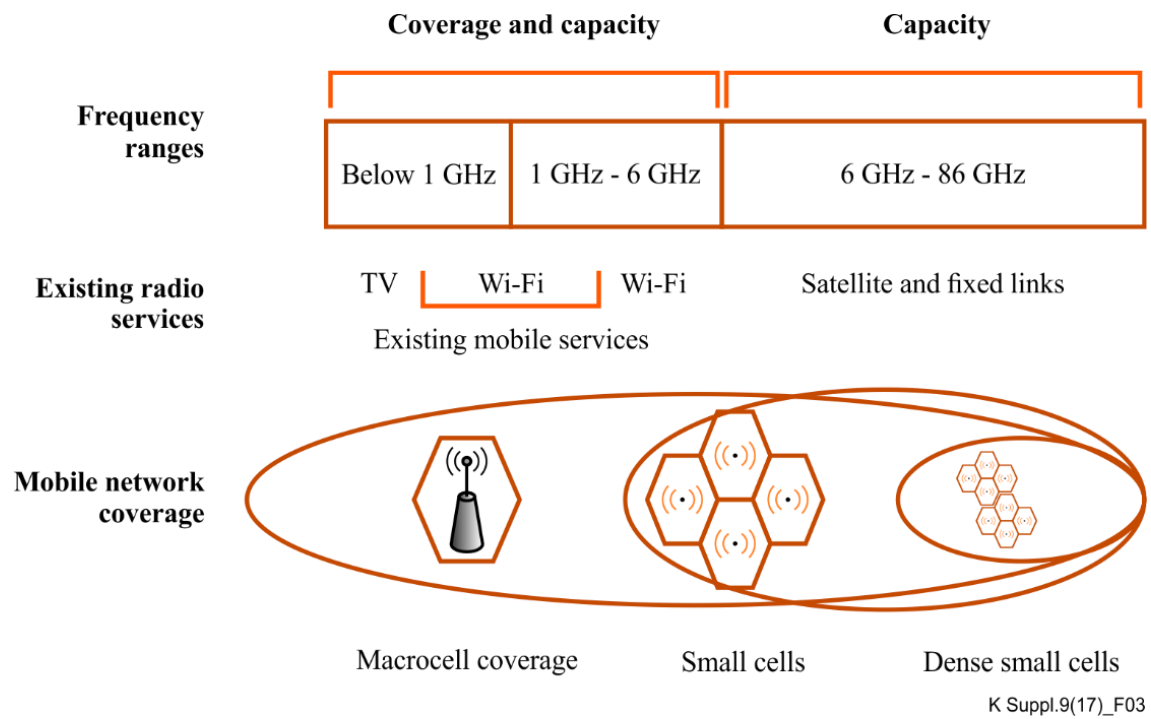 Coverage and capacity
Capacity
Frequency
ranges
Below 1 GHz
1 GHz - 6 GHz
6 GHz - 86 GHz
Existing radio
services
TV
Wi-Fi
Wi-Fi
Satellite and fixed links
Existing mobile services
Mobile network
coverage
Macrocell coverage
Small cells
Dense small cells
K Suppl.9(17)_F03